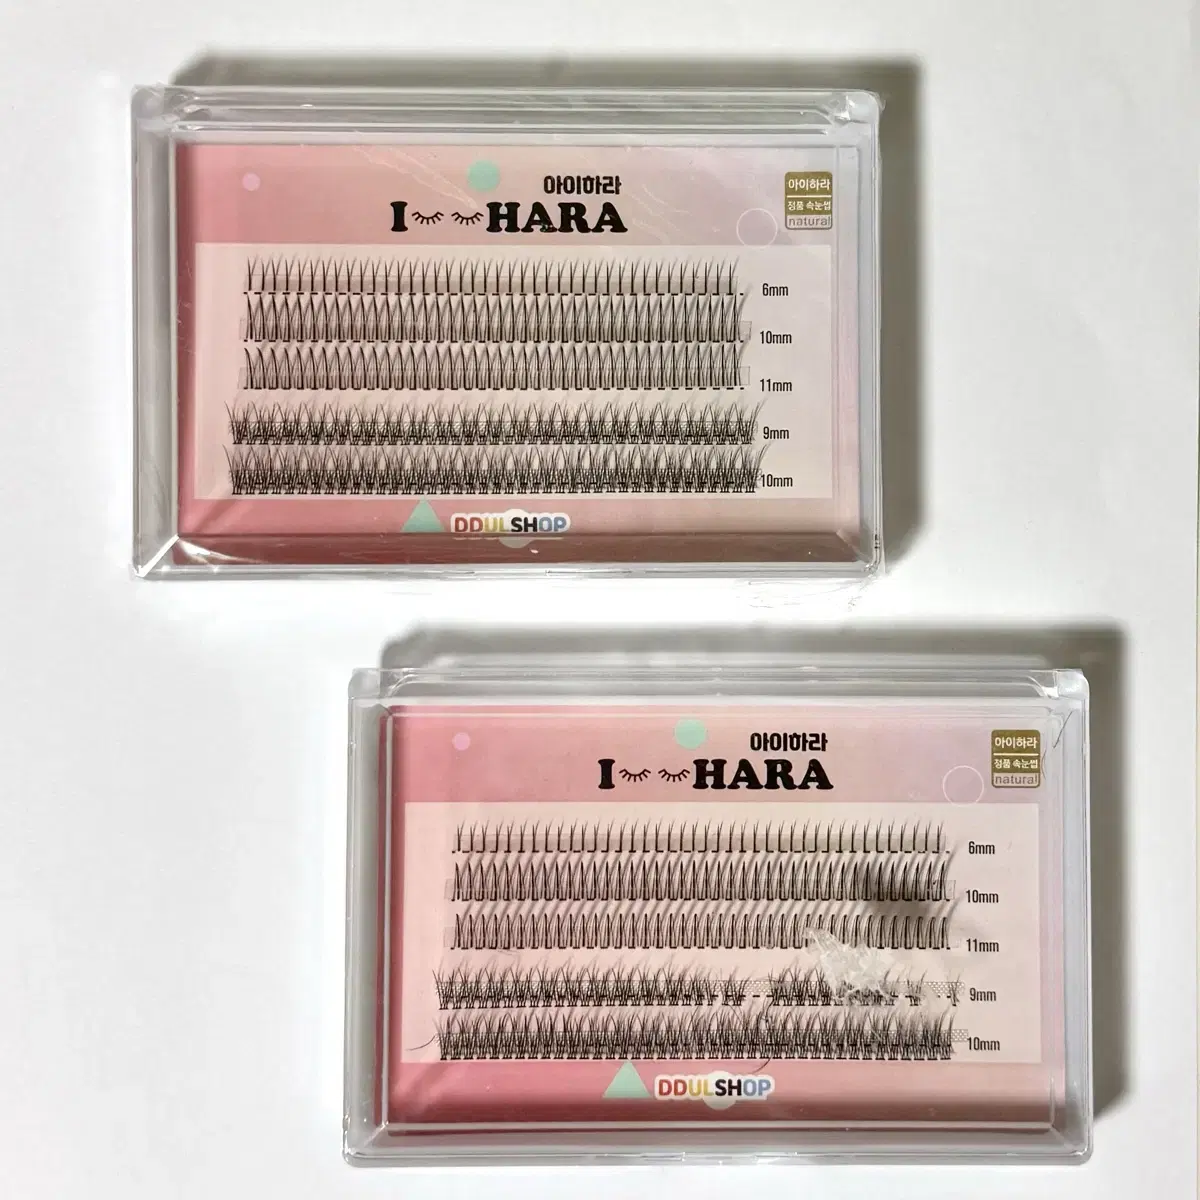 아이하라
I HARA
아이하라
정품 속눈썹
natural
6mm
10mm
11mm
9mm
10mm
DDULSHOP
아이하라
I HARA
아이하라
정품 속눈썹
natural
6mm
10mm
11mm
9mm
10mm
DDULSHOP